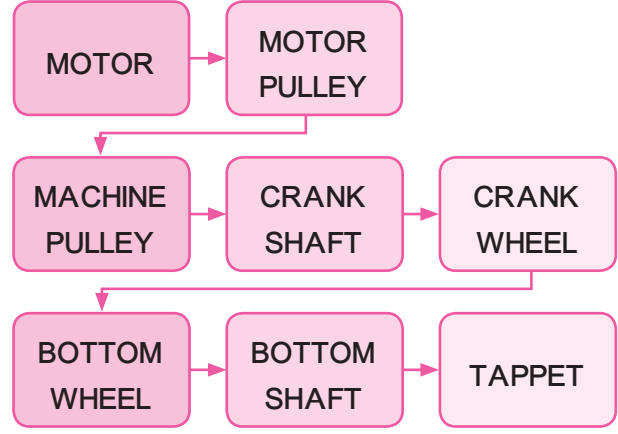 MOTOR
MOTOR
PULLEY
MACHINE
PULLEY
CRANK
SHAFT
CRANK
WHEEL
BOTTOM
WHEEL
BOTTOM
SHAFT
TAPPET